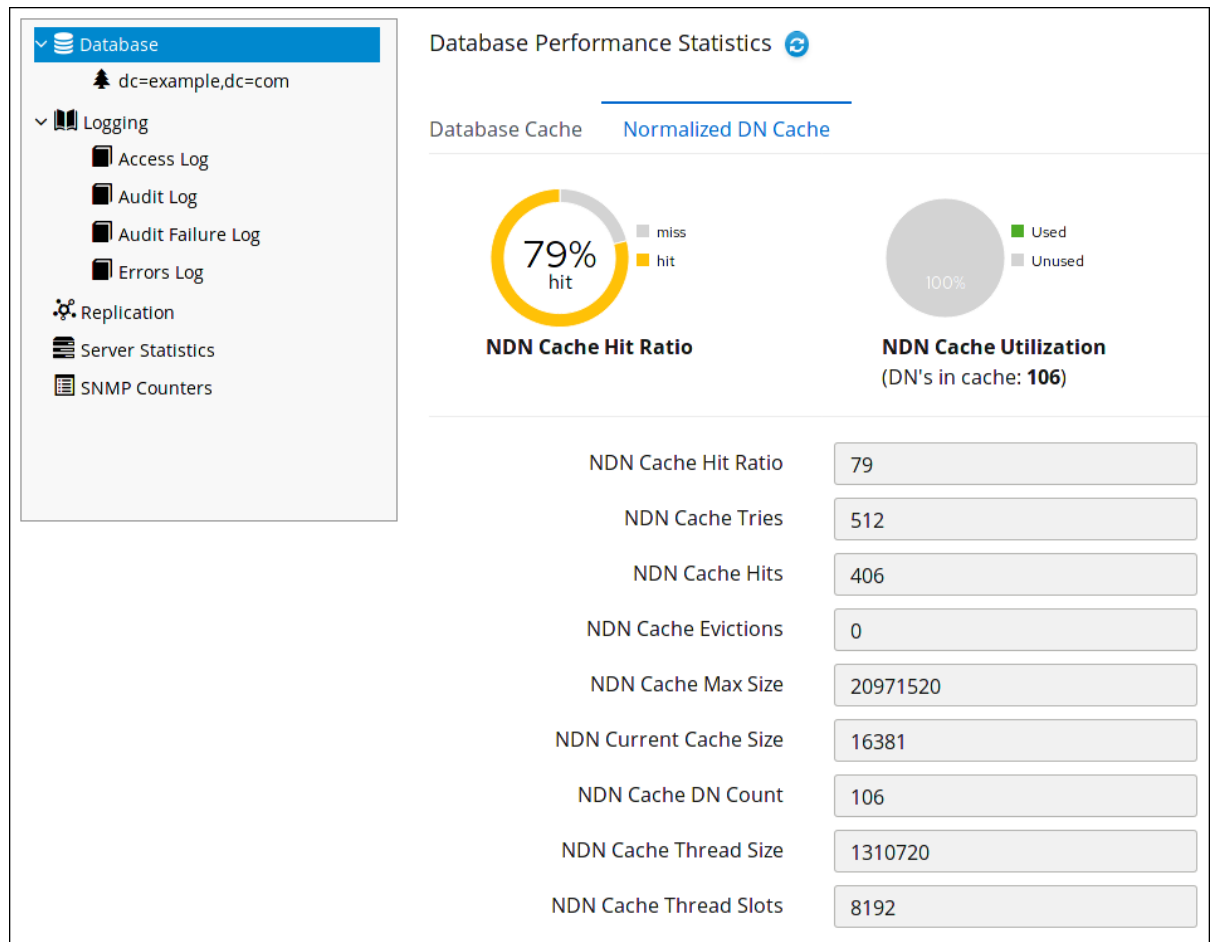 Database
dc=example,dc=com
Logging
Access Log
Audit Log
Audit Failure Log
Errors Log
Replication
Server Statistics
SNMP Counters
Database Performance Statistics
Database Cache
Normalized DN Cache
79%
hit
miss
hit
NDN Cache Hit Ratio
100%
Used
Unused
NDN Cache Utilization
(DN's in cache: 106)
NDN Cache Hit Ratio 79
NDN Cache Tries 512
NDN Cache Hits 406
NDN Cache Evictions 0
NDN Cache Max Size 20971520
NDN Current Cache Size 16381
NDN Cache DN Count 106
NDN Cache Thread Size 1310720
NDN Cache Thread Slots 8192